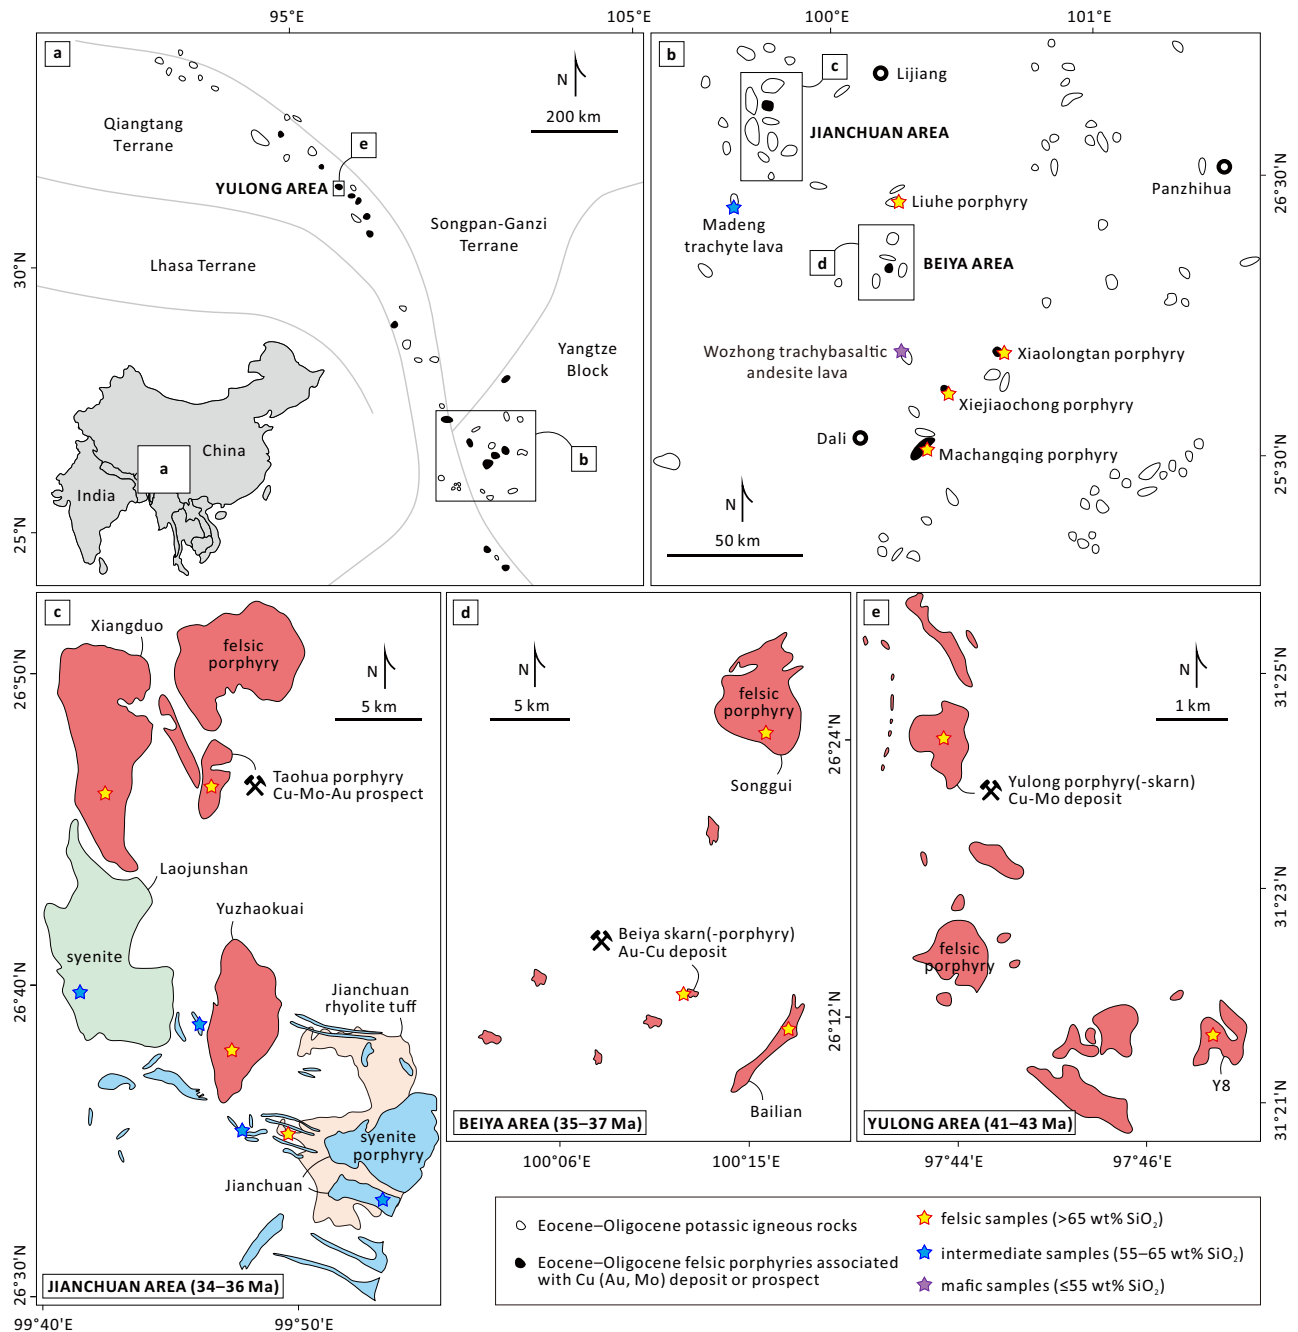 95°E
105°E
100°E
101°E
a
N
200 km
Qiangtang
Terrane
e
YULONG AREA
Songpan-Ganzi
Terrane
Lhasa Terrane
30°N
Yangtze
Block
China
a
India
b
25°N
b
c
Lijiang
JIANCHUAN AREA
Panzhihua
26°30'N
Liuhe porphyry
Madeng
trachyte lava
d
BEIYA AREA
Wozhong trachybasaltic
andesite lava
Xiaolongtan porphyry
Xiejiaochong porphyry
Dali
Machangqing porphyry
25°30'N
N
50 km
c
Xiangduo
felsic
porphyry
N
5 km
26°50'N
Taohua porphyry
Cu-Mo-Au prospect
Laojunshan
Yuzhaokuai
syenite
26°40'N
Jianchuan
rhyolite tuff
syenite
porphyry
Jianchuan
26°30'N
JIANCHUAN AREA (34–36 Ma)
99°40'E
99°50'E
d
N
5 km
felsic
porphyry
26°24'N
Songgui
Beiya skarn(-porphyry)
Au-Cu deposit
26°12'N
Bailian
BEIYA AREA (35–37 Ma)
100°06'E
100°15'E
e
N
1 km
31°25'N
Yulong porphyry(-skarn)
Cu-Mo deposit
31°23'N
felsic
porphyry
Y8
31°21'N
YULONG AREA (41–43 Ma)
97°44'E
97°46'E
Eocene–Oligocene potassic igneous rocks
Eocene–Oligocene felsic porphyries associated
with Cu (Au, Mo) deposit or prospect
felsic samples (>65 wt% SiO₂)
intermediate samples (55–65 wt% SiO₂)
mafic samples (≤55 wt% SiO₂)